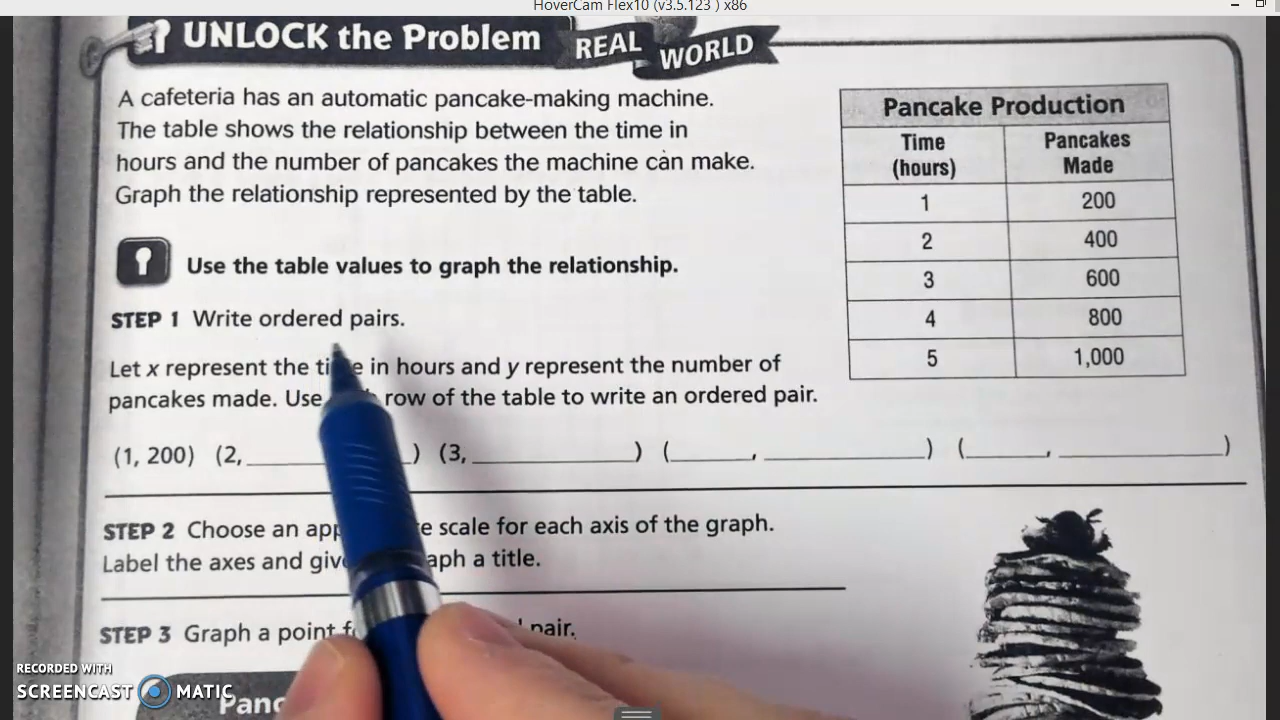 HoverCam Flex10 (v3.5.123 ) x86
UNLOCK the Problem REAL WORLD
A cafeteria has an automatic pancake-making machine.
The table shows the relationship between the time in
hours and the number of pancakes the machine can make.
Graph the relationship represented by the table.
Pancake Production
Time (hours) Pancakes Made
1 200
2 400
3 600
4 800
5 1,000
Use the table values to graph the relationship.
STEP 1 Write ordered pairs.
Let x represent the in hours and y represent the number of
pancakes made. Use row of the table to write an ordered pair.
(1, 200) (2, ______) (3, ______) (____, ______) (____, ______)
STEP 2 Choose an scale for each axis of the graph.
Label the axes and a title.
STEP 3 Graph a point pair.
RECORDED WITH
SCREENCAST MATIC